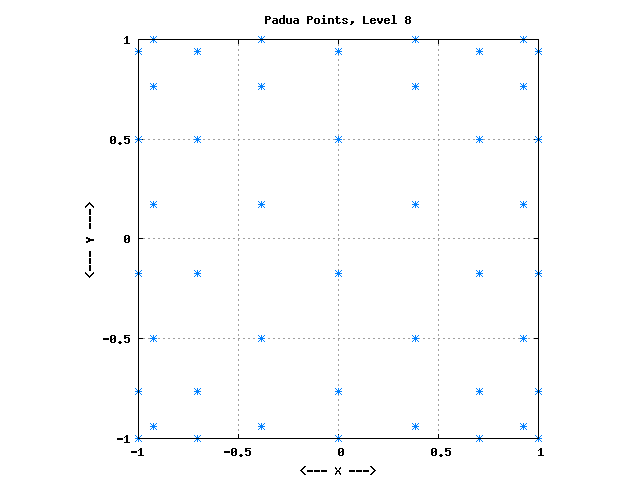 Padua Points, Level 8
1
0.5
0
-0.5
-1
-1 -0.5 0 0.5 1
<--- Y --->
<--- X --->